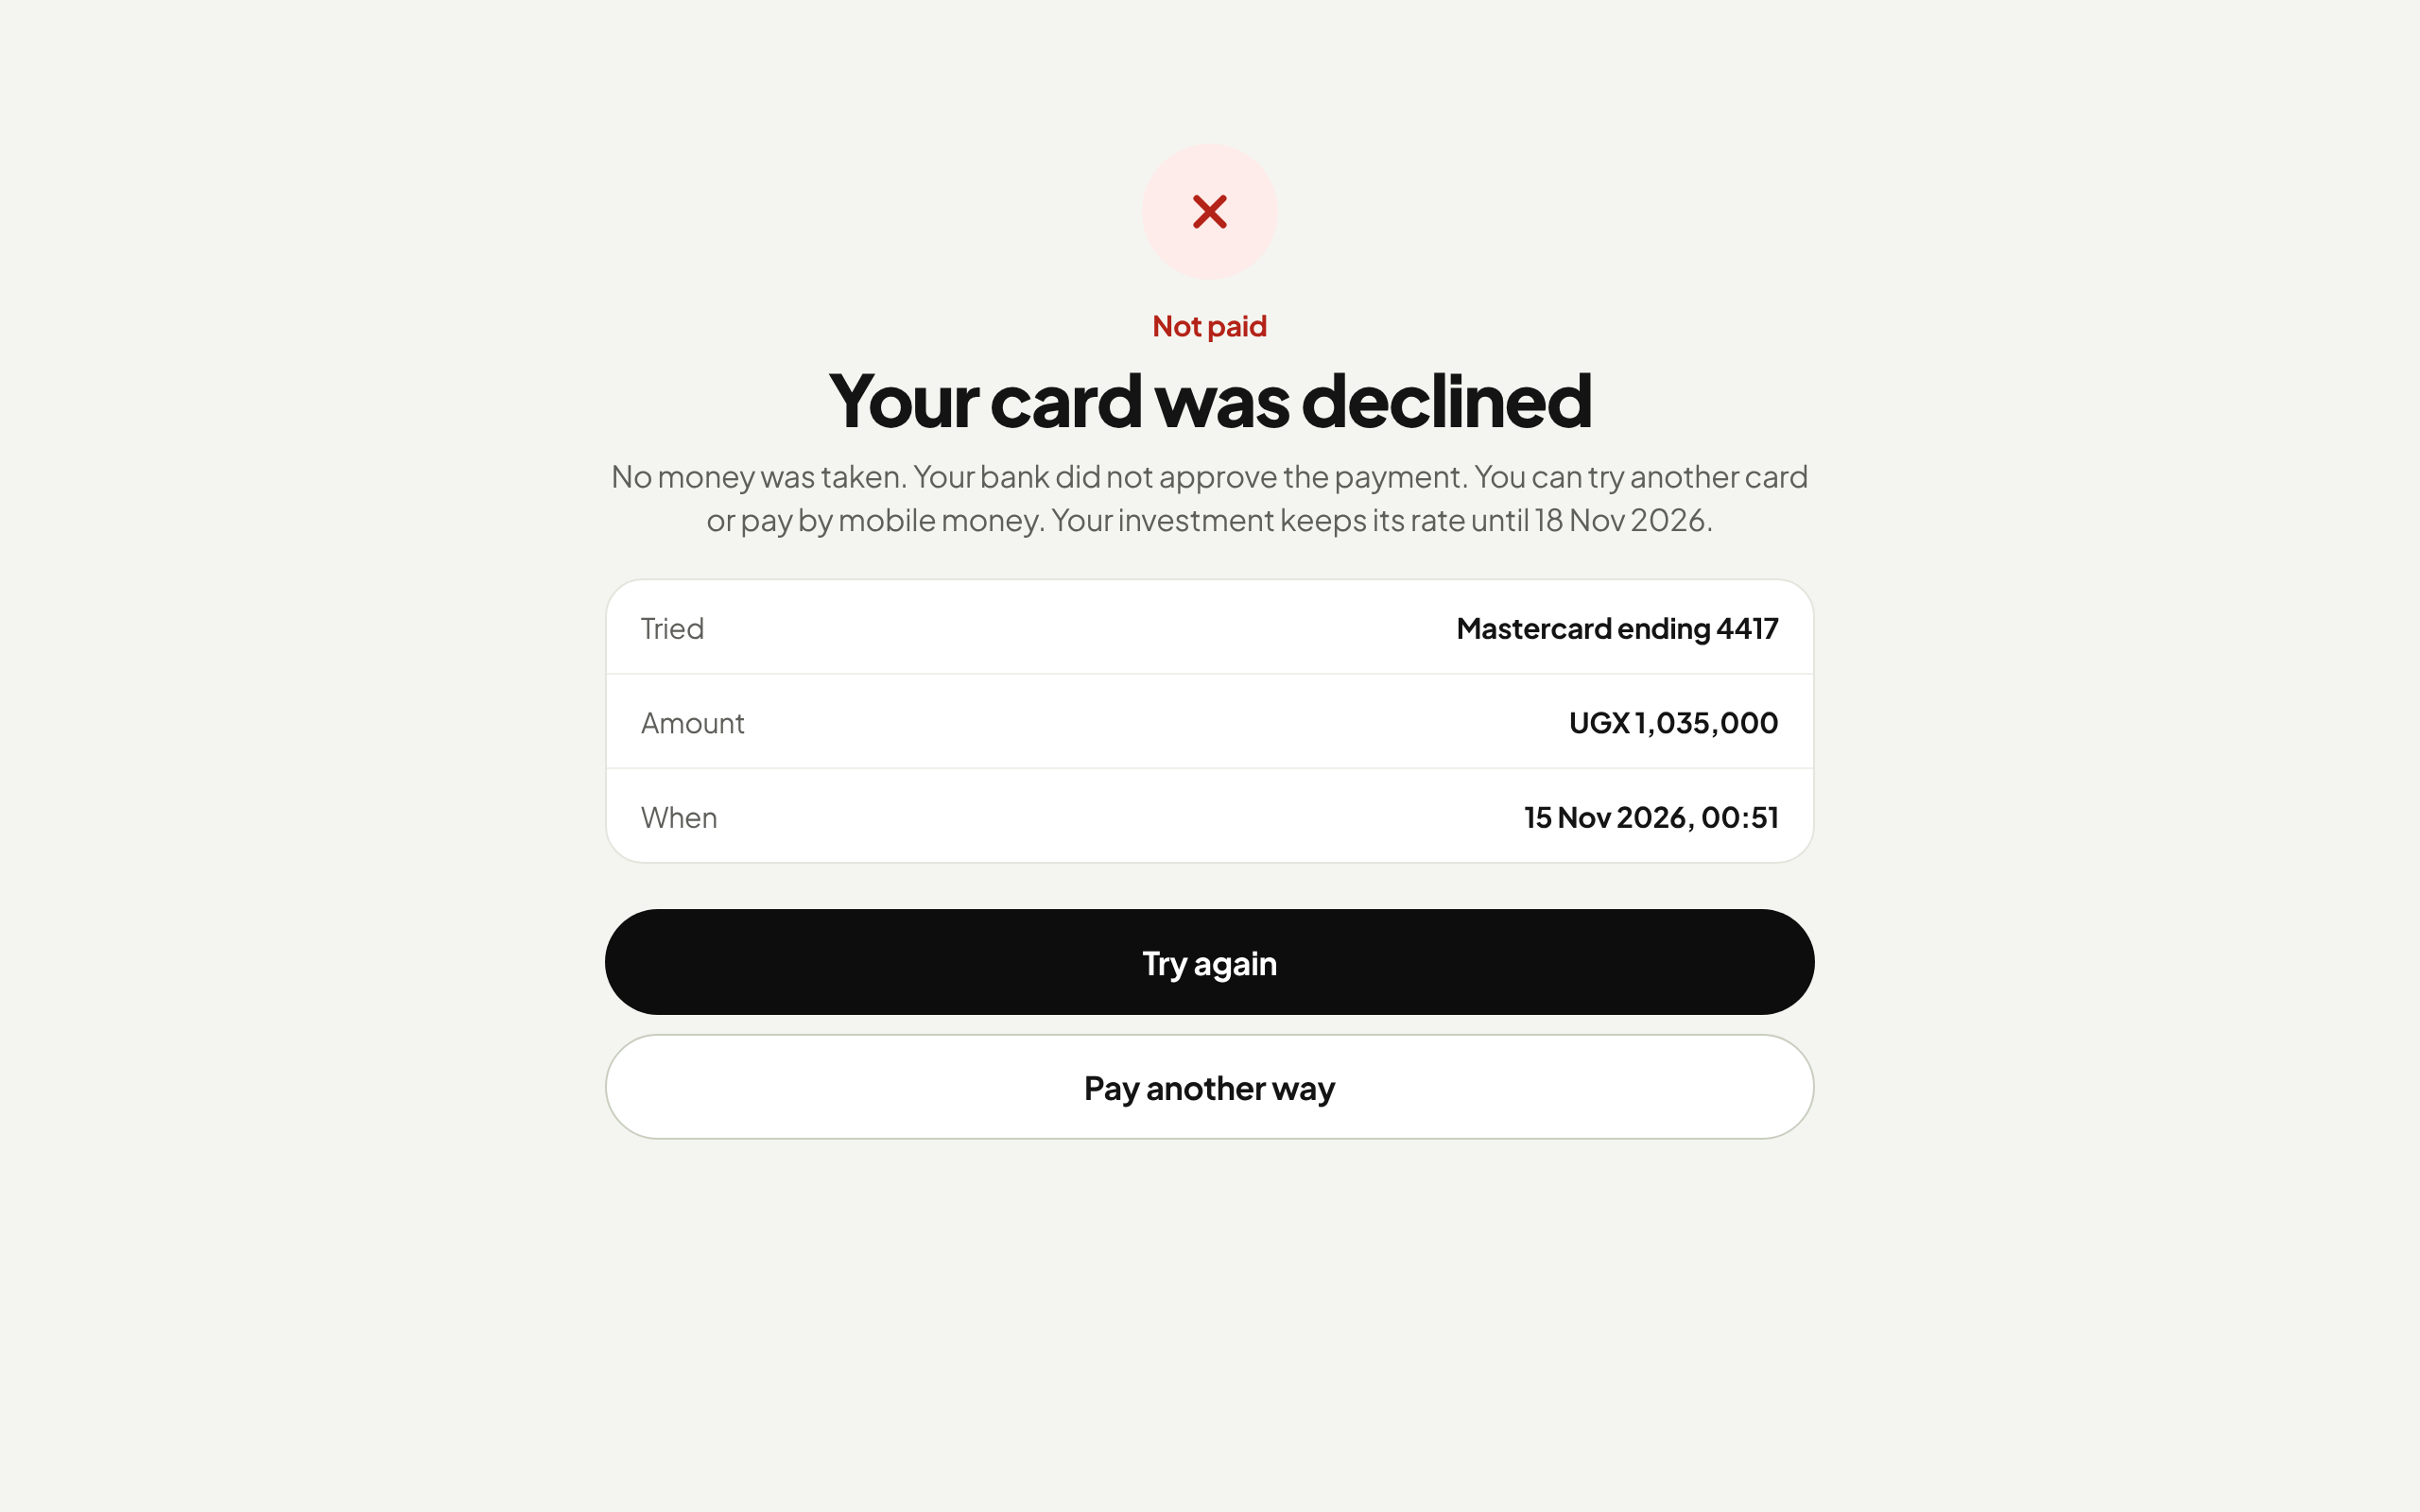 Not paid
Your card was declined
No money was taken. Your bank did not approve the payment. You can try another card
or pay by mobile money. Your investment keeps its rate until 18 Nov 2026.
Tried Mastercard ending 4417
Amount UGX 1,035,000
When 15 Nov 2026, 00:51
Try again
Pay another way